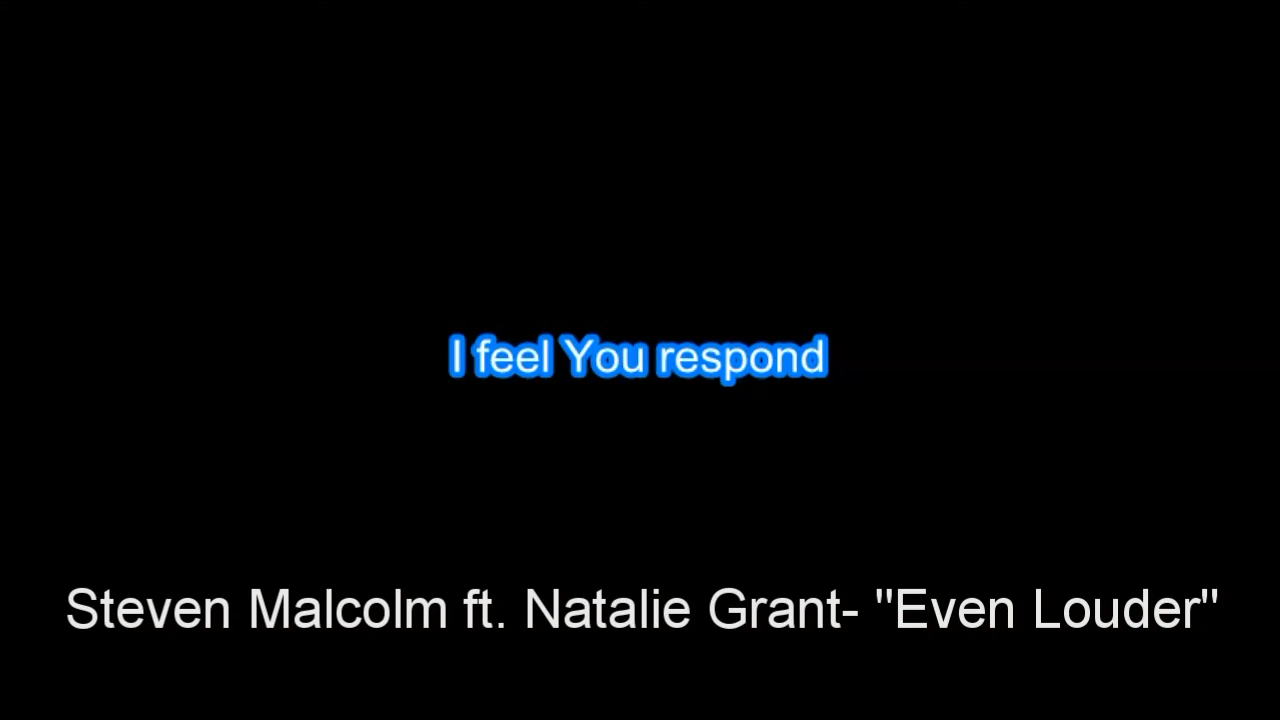 I feel You respond
Steven Malcolm ft. Natalie Grant- "Even Louder"